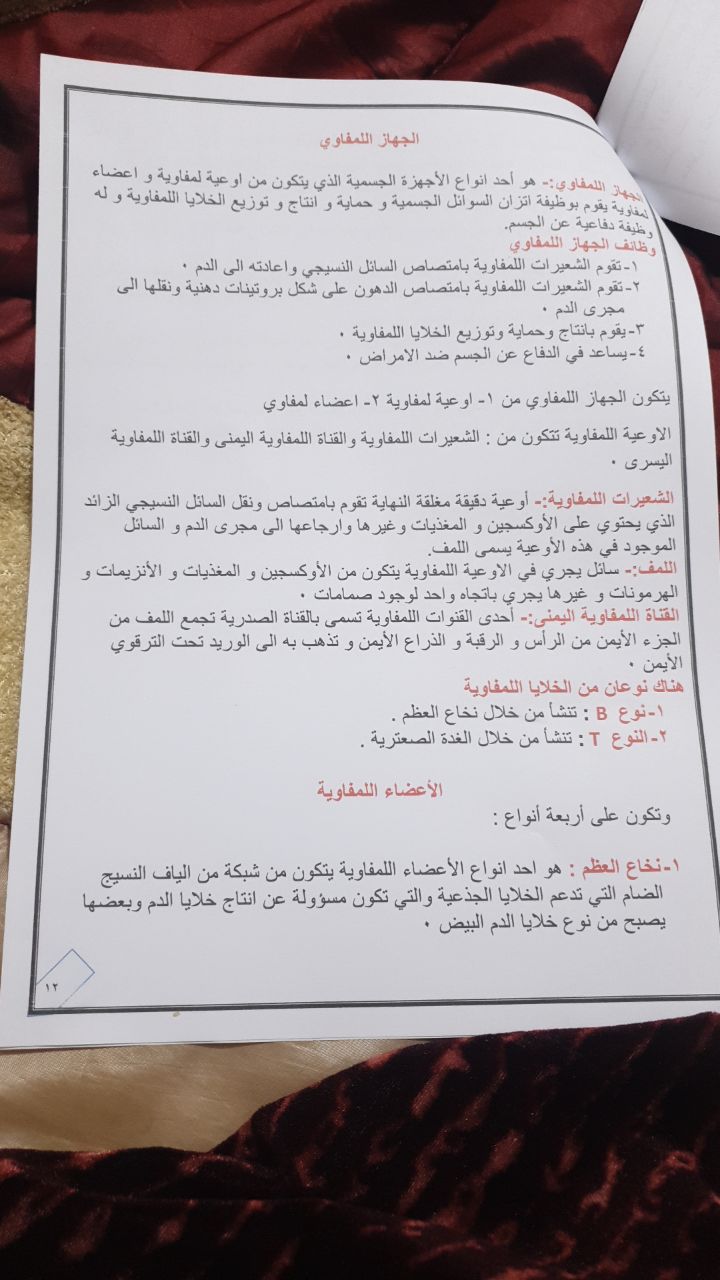 الجهاز اللمفاوي
الجهاز اللمفاوي:- هو أحد انواع الأجهزة الجسمية الذي يتكون من اوعية لمفاوية و اعضاء
لمفاوية يقوم بوظيفة اتزان السوائل الجسمية و حماية و انتاج و توزيع الخلايا اللمفاوية و له
وظيفة دفاعية عن الجسم.
وظائف الجهاز اللمفاوي
١- تقوم الشعيرات اللمفاوية بامتصاص السائل النسيجي واعادته الى الدم ٠
٢- تقوم الشعيرات اللمفاوية بامتصاص الدهون على شكل بروتينات دهنية ونقلها الى
مجرى الدم ٠
٣- يقوم بانتاج وحماية وتوزيع الخلايا اللمفاوية ٠
٤- يساعد في الدفاع عن الجسم ضد الامراض ٠
يتكون الجهاز اللمفاوي من ١- اوعية لمفاوية ٢- اعضاء لمفاوي
الاوعية اللمفاوية تتكون من : الشعيرات اللمفاوية والقناة اللمفاوية اليمنى والقناة اللمفاوية
اليسرى ٠
الشعيرات اللمفاوية:- أوعية دقيقة مغلقة النهاية تقوم بامتصاص ونقل السائل النسيجي الزائد
الذي يحتوي على الأوكسجين و المغذيات وغيرها وارجاعها الى مجرى الدم و السائل
الموجود في هذه الأوعية يسمى اللمف.
اللمف:- سائل يجري في الاوعية اللمفاوية يتكون من الأوكسجين و المغذيات و الأنزيمات و
الهرمونات و غيرها يجري باتجاه واحد لوجود صمامات ٠
القناة اللمفاوية اليمنى:- أحدى القنوات اللمفاوية تسمى بالقناة الصدرية تجمع اللمف من
الجزء الأيمن من الرأس و الرقبة و الذراع الأيمن و تذهب به الى الوريد تحت الترقوي
الأيمن ٠
هناك نوعان من الخلايا اللمفاوية
١- نوع B : تنشأ من خلال نخاع العظم .
٢- النوع T : تنشأ من خلال الغدة الصعترية .
الأعضاء اللمفاوية
وتكون على أربعة أنواع :
١- نخاع العظم : هو احد انواع الأعضاء اللمفاوية يتكون من شبكة من الياف النسيج
الضام التي تدعم الخلايا الجذعية والتي تكون مسؤولة عن انتاج خلايا الدم وبعضها
يصبح من نوع خلايا الدم البيض ٠
١٢